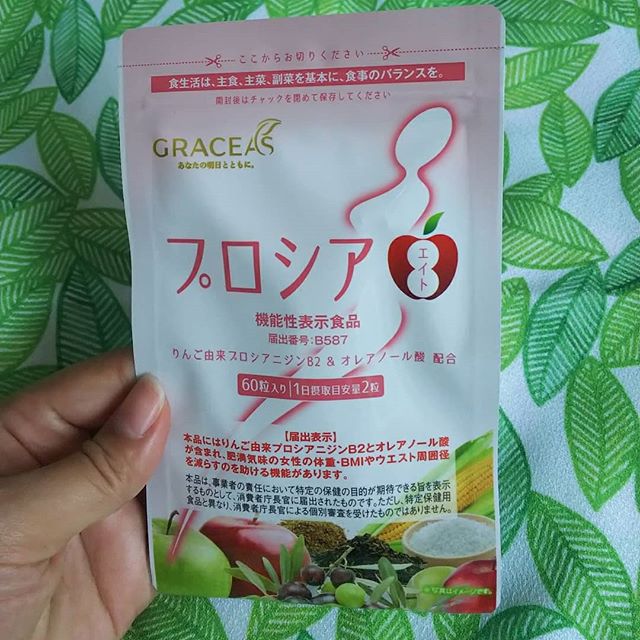 ここからお切りください
食生活は、主食、主菜、副菜を基本に、食事のバランスを。
開封後はチャックを閉めて保存してください
GRACEAS
あなたの明日とともに。
プロシア
エイト
機能性表示食品
届出番号:B587
りんご由来プロシアニジンB2 & オレアノール酸 配合
60粒入り 1日摂取目安量2粒
【届出表示】
本品にはりんご由来プロシアニジンB2とオレアノール酸
が含まれ、肥満気味の女性の体重・BMIやウエスト周囲径
を減らすのを助ける機能があります。
本品は、事業者の責任において特定の保健の目的が期待できる旨を表示
するものとして、消費者庁長官に届出されたものです。ただし、特定保健用
食品と異なり、消費者庁長官による個別審査を受けたものではありません。
※写真はイメージです。